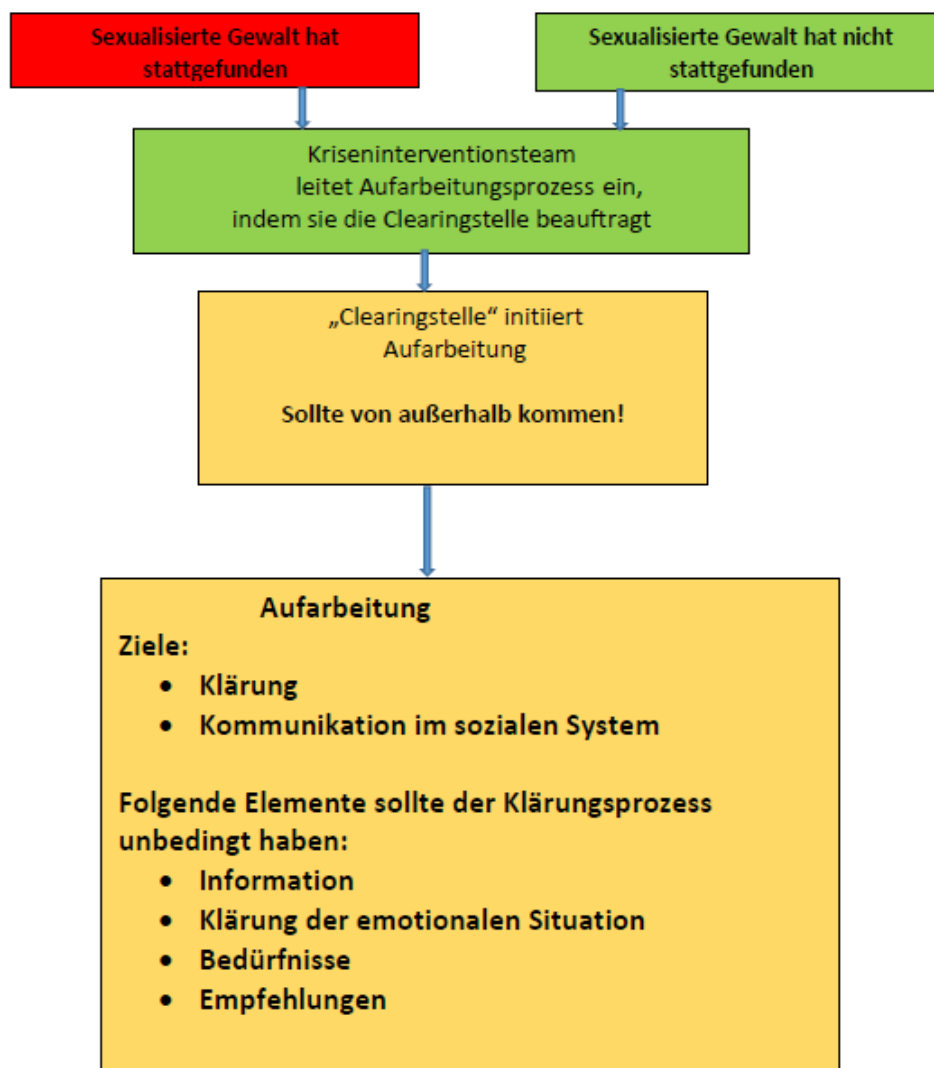 Sexualisierte Gewalt hat
stattgefunden
Sexualisierte Gewalt hat nicht
stattgefunden
Kriseninterventionsteam
leitet Aufarbeitungsprozess ein,
indem sie die Clearingstelle beauftragt
„Clearingstelle“ initiiert
Aufarbeitung
Sollte von außerhalb kommen!
Aufarbeitung
Ziele:
• Klärung
• Kommunikation im sozialen System
Folgende Elemente sollte der Klärungsprozess
unbedingt haben:
• Information
• Klärung der emotionalen Situation
• Bedürfnisse
• Empfehlungen